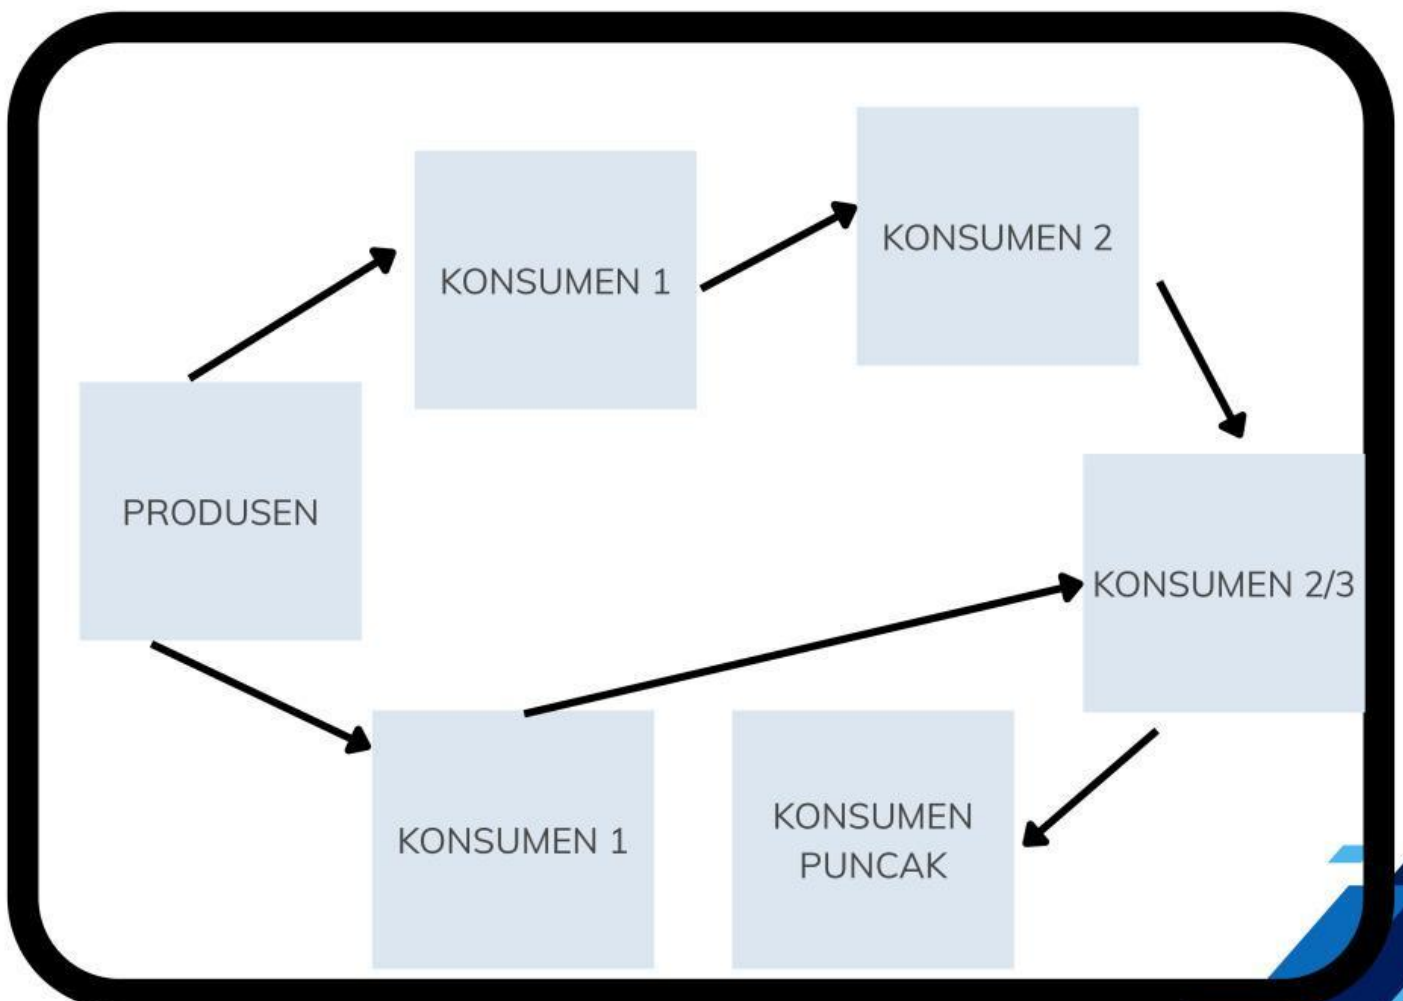 KONSUMEN 2
KONSUMEN 1
PRODUSEN
KONSUMEN 2/3
KONSUMEN 1
KONSUMEN
PUNCAK